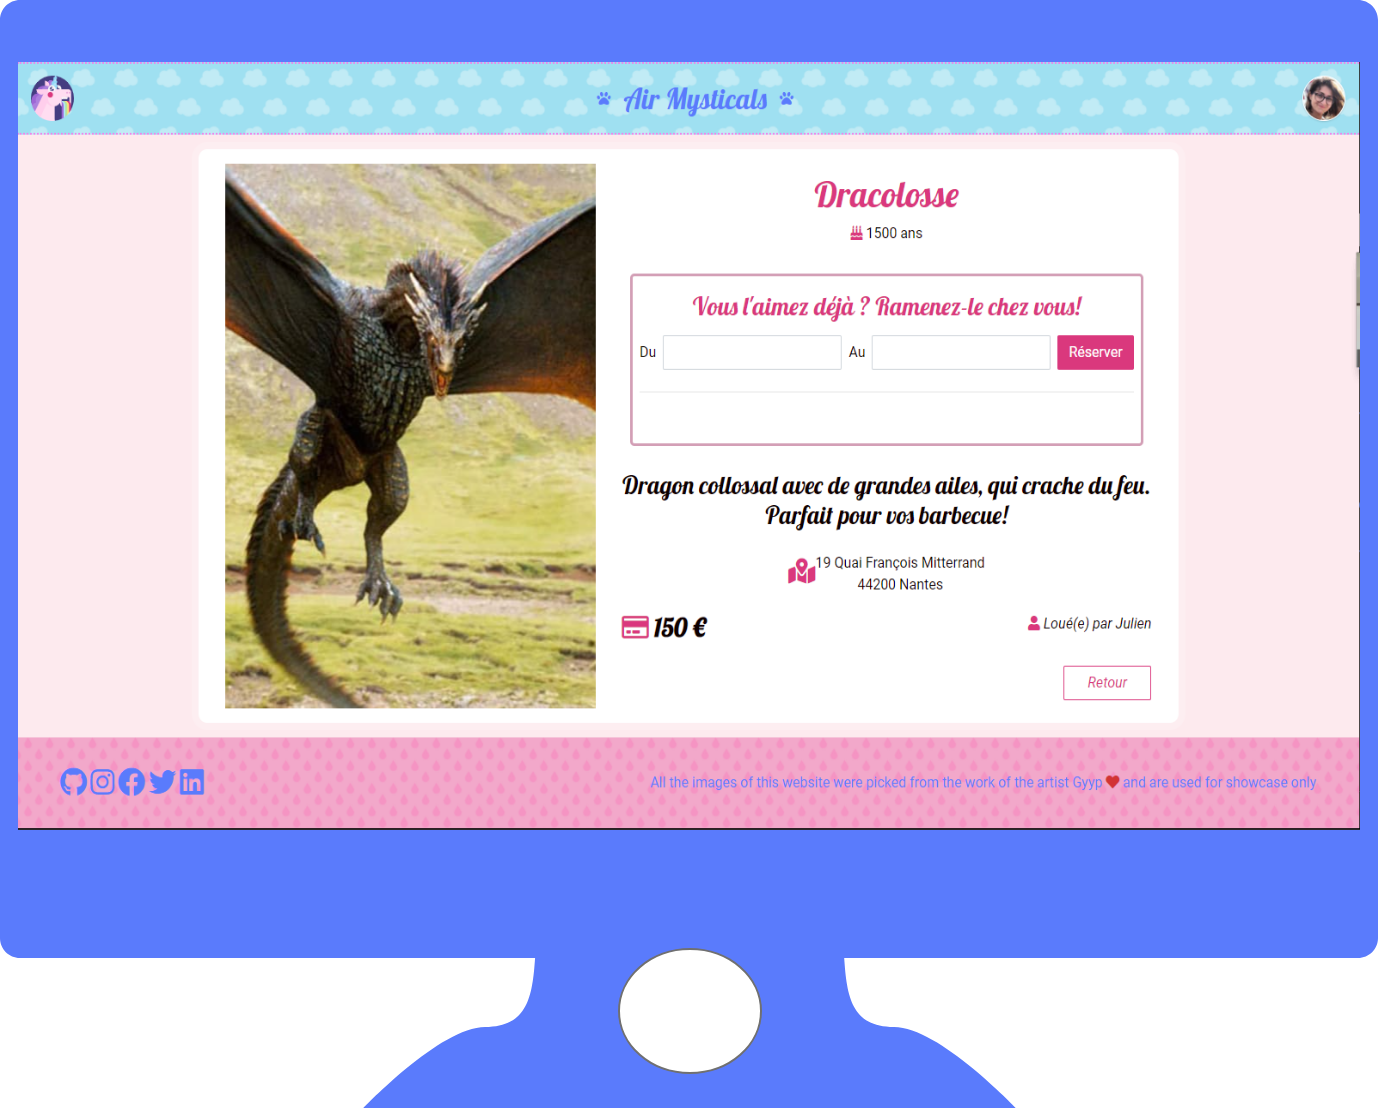 Air Mysticals
Dracolosse
1500 ans
Vous l'aimez déjà ? Ramenez-le chez vous!
Du
Au
Réserver
Dragon collossal avec de grandes ailes, qui crache du feu.
Parfait pour vos barbecue!
19 Quai François Mitterrand
44200 Nantes
150 €
Loué(e) par Julien
Retour
All the images of this website were picked from the work of the artist Gyyp ❤ and are used for showcase only